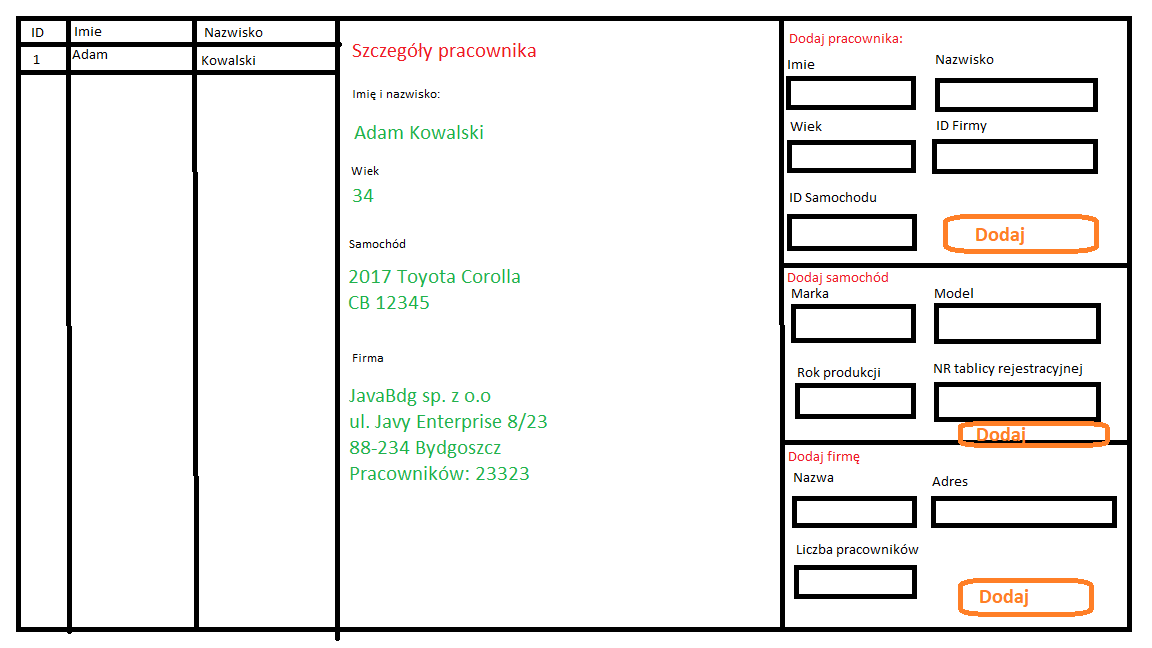 ID Imie Nazwisko
1 Adam Kowalski
Szczegóły pracownika
Imię i nazwisko:
Adam Kowalski
Wiek
34
Samochód
2017 Toyota Corolla
CB 12345
Firma
JavaBdg sp. z o.o
ul. Javy Enterprise 8/23
88-234 Bydgoszcz
Pracowników: 23323
Dodaj pracownika:
Imie Nazwisko
Wiek ID Firmy
ID Samochodu
Dodaj
Dodaj samochód
Marka Model
Rok produkcji NR tablicy rejestracyjnej
Dodaj
Dodaj firmę
Nazwa Adres
Liczba pracowników
Dodaj